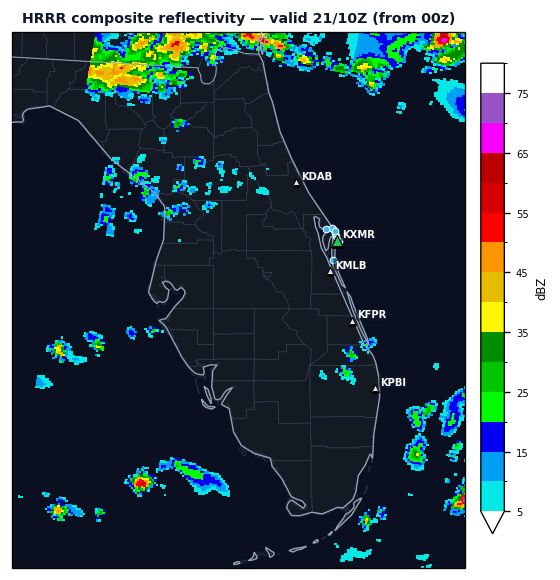 HRRR composite reflectivity — valid 21/10Z (from 00z)
75
KDAB
65
KXMR
55
KMLB
45
dBZ
KFPR
35
KPBI
25
15
5